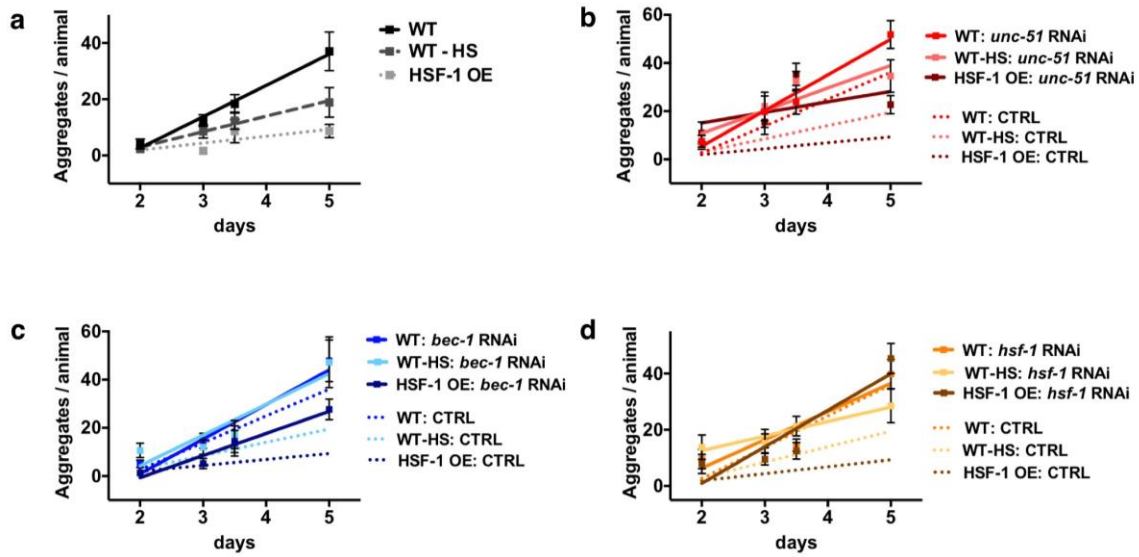 a
Aggregates / animal
40
20
0
2
3
4
5
days
WT
WT - HS
HSF-1 OE
b
Aggregates / animal
60
40
20
0
2
3
4
5
days
WT: unc-51 RNAi
WT-HS: unc-51 RNAi
HSF-1 OE: unc-51 RNAi
WT: CTRL
WT-HS: CTRL
HSF-1 OE: CTRL
c
Aggregates / animal
60
40
20
0
2
3
4
5
days
WT: bec-1 RNAi
WT-HS: bec-1 RNAi
HSF-1 OE: bec-1 RNAi
WT: CTRL
WT-HS: CTRL
HSF-1 OE: CTRL
d
Aggregates / animal
40
20
0
2
3
4
5
days
WT: hsf-1 RNAi
WT-HS: hsf-1 RNAi
HSF-1 OE: hsf-1 RNAi
WT: CTRL
WT-HS: CTRL
HSF-1 OE: CTRL